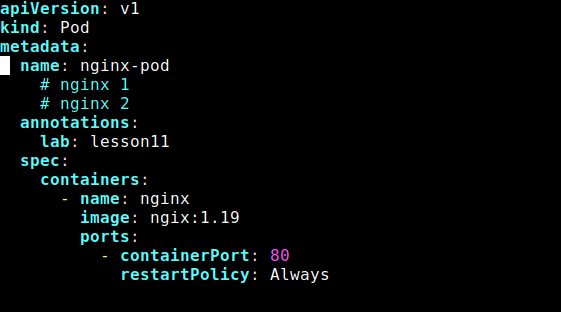 apiVersion: v1
kind: Pod
metadata:
  name: nginx-pod
    # nginx 1
    # nginx 2
  annotations:
    lab: lesson11
  spec:
    containers:
      - name: nginx
        image: ngix:1.19
        ports:
          - containerPort: 80
            restartPolicy: Always